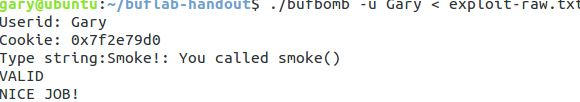 gary@ubuntu:~/buflab-handout$ ./bufbomb -u Gary < exploit-raw.txt
Userid: Gary
Cookie: 0x7f2e79d0
Type string:Smoke!: You called smoke()
VALID
NICE JOB!